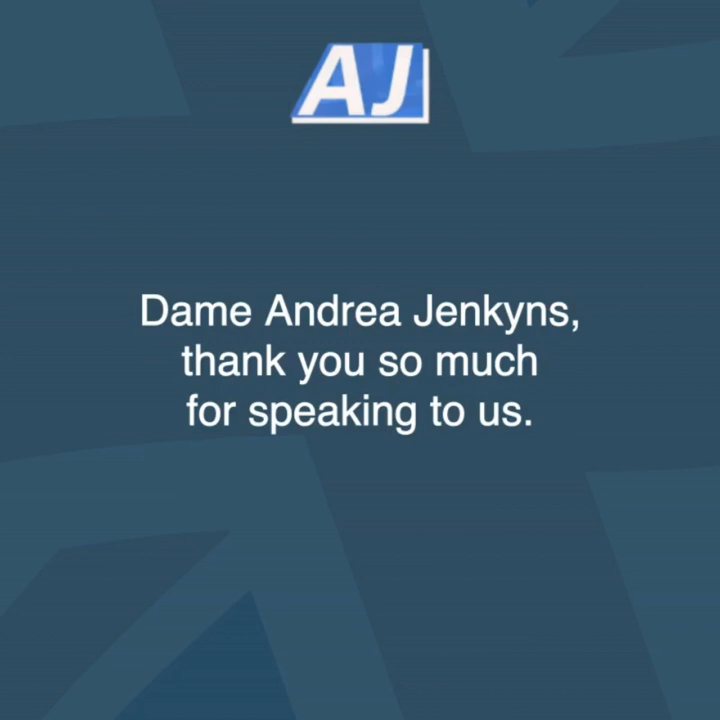 AJ
Dame Andrea Jenkyns,
thank you so much
for speaking to us.